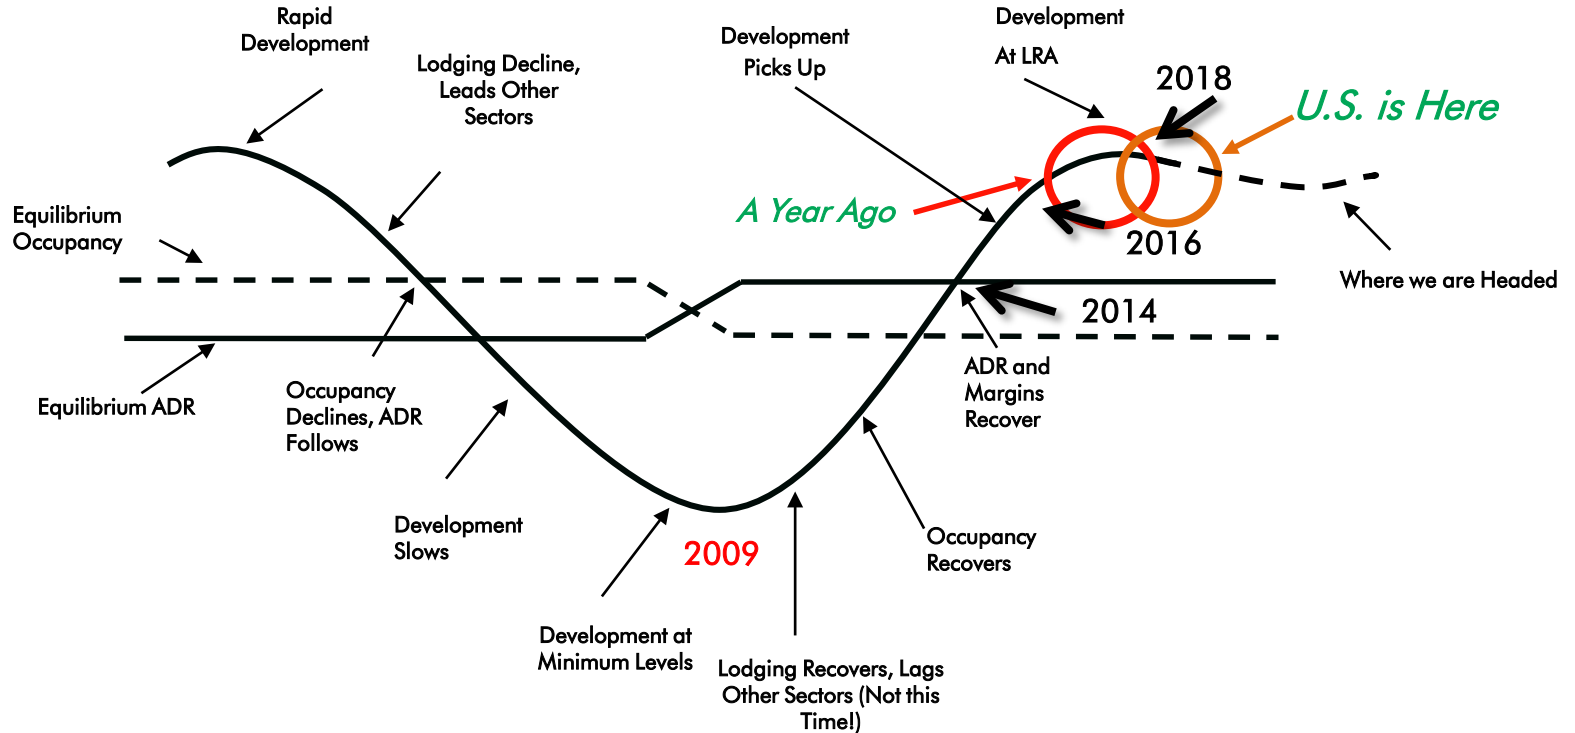 Rapid
Development
Lodging Decline,
Leads Other
Sectors
Development
Picks Up
Development
At LRA
2018
U.S. is Here
A Year Ago
2016
Where we are Headed
Equilibrium
Occupancy
2014
Equilibrium ADR
Occupancy
Declines, ADR
Follows
ADR and
Margins
Recover
Development
Slows
2009
Occupancy
Recovers
Development at
Minimum Levels
Lodging Recovers, Lags
Other Sectors (Not this
Time!)